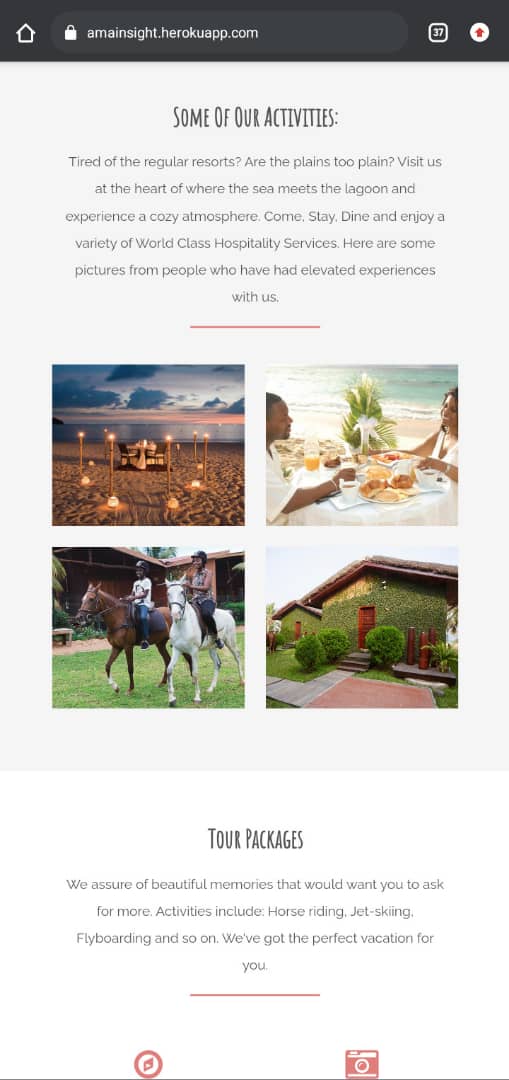 37
amainsight.herokuapp.com
Some Of Our Activities:
Tired of the regular resorts? Are the plains too plain? Visit us
at the heart of where the sea meets the lagoon and
experience a cozy atmosphere. Come, Stay, Dine and enjoy a
variety of World Class Hospitality Services. Here are some
pictures from people who have had elevated experiences
with us.
Tour Packages
We assure of beautiful memories that would want you to ask
for more. Activities include: Horse riding, Jet-skiing,
Flyboarding and so on. We've got the perfect vacation for
you.